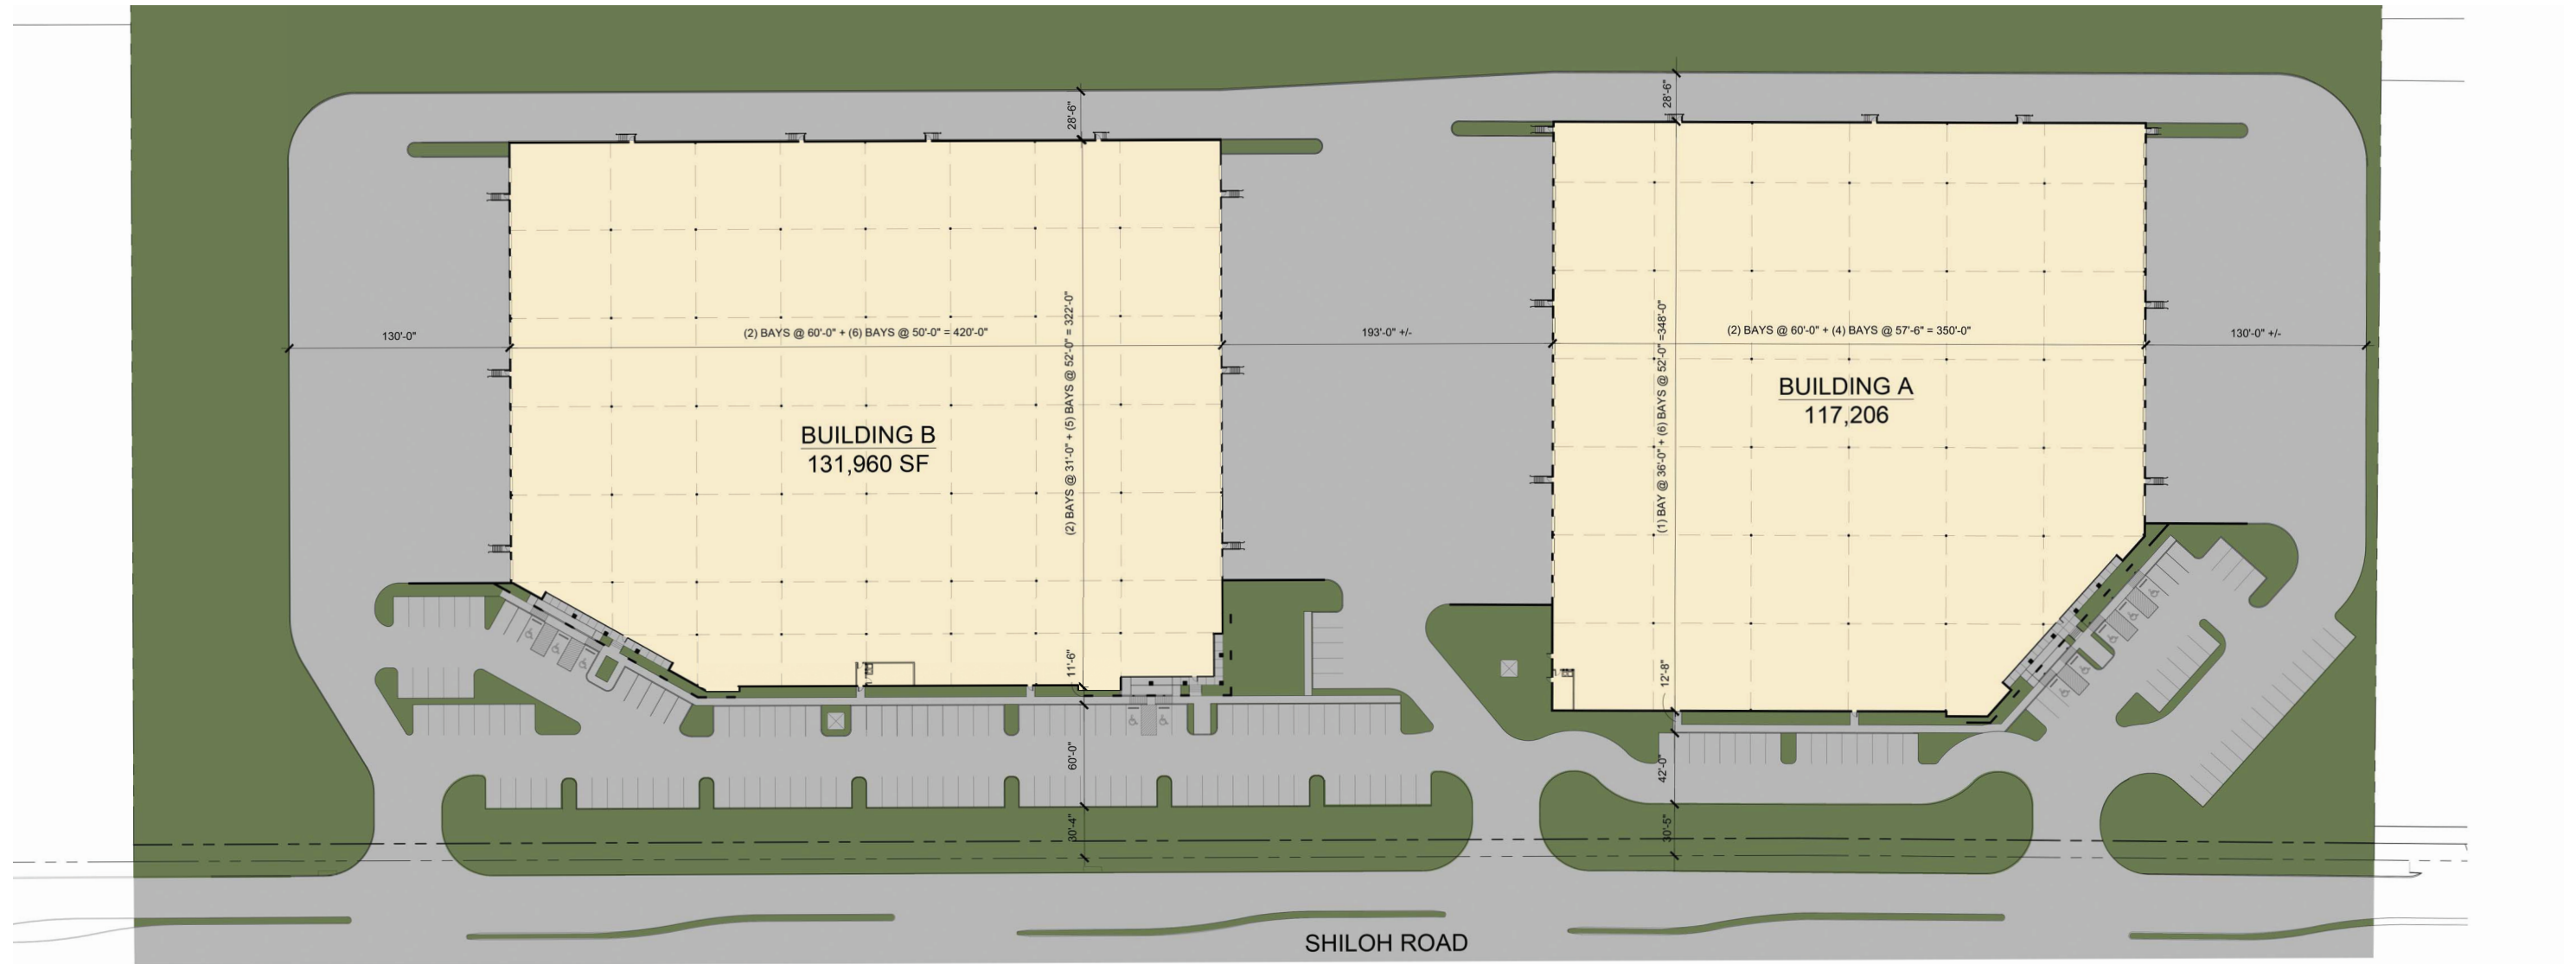 28'-6"
28'-6"
130'-0"
(2) BAYS @ 60'-0" + (6) BAYS @ 50'-0" = 420'-0"
(2) BAYS @ 31'-0" + (5) BAYS @ 52'-0" = 322'-0"
193'-0" +/-
(1) BAY @ 36'-0" + (6) BAYS @ 52'-0" =348'-0"
(2) BAYS @ 60'-0" + (4) BAYS @ 57'-6" = 350'-0"
130'-0" +/-
BUILDING B
131,960 SF
BUILDING A
117,206
11'-6"
12'-8"
60'-0"
42'-0"
30'-4"
30'-5"
SHILOH ROAD